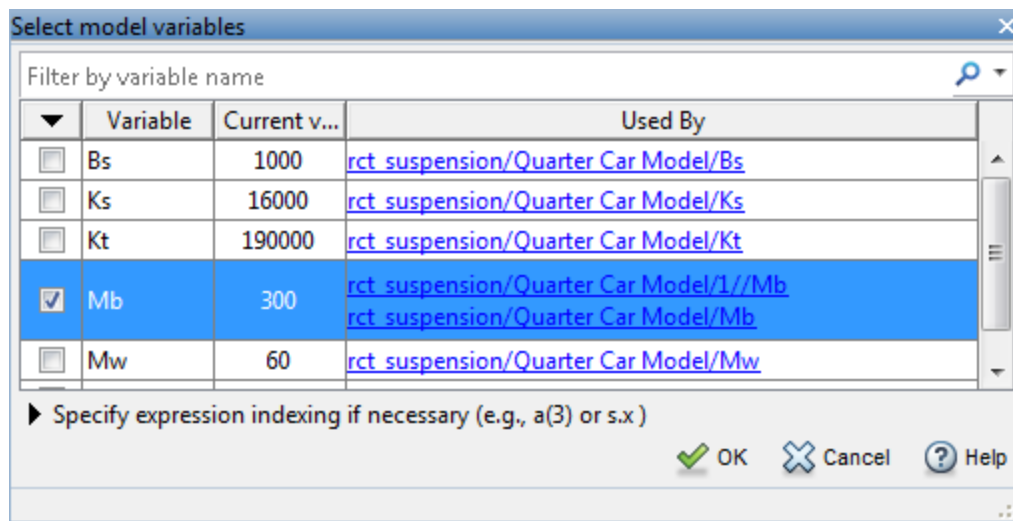 Select model variables
Filter by variable name
Variable Current v... Used By
Bs 1000 rct_suspension/Quarter Car Model/Bs
Ks 16000 rct_suspension/Quarter Car Model/Ks
Kt 190000 rct_suspension/Quarter Car Model/Kt
Mb 300 rct_suspension/Quarter Car Model/1//Mb
rct_suspension/Quarter Car Model/Mb
Mw 60 rct_suspension/Quarter Car Model/Mw
Specify expression indexing if necessary (e.g., a(3) or s.x )
OK Cancel Help